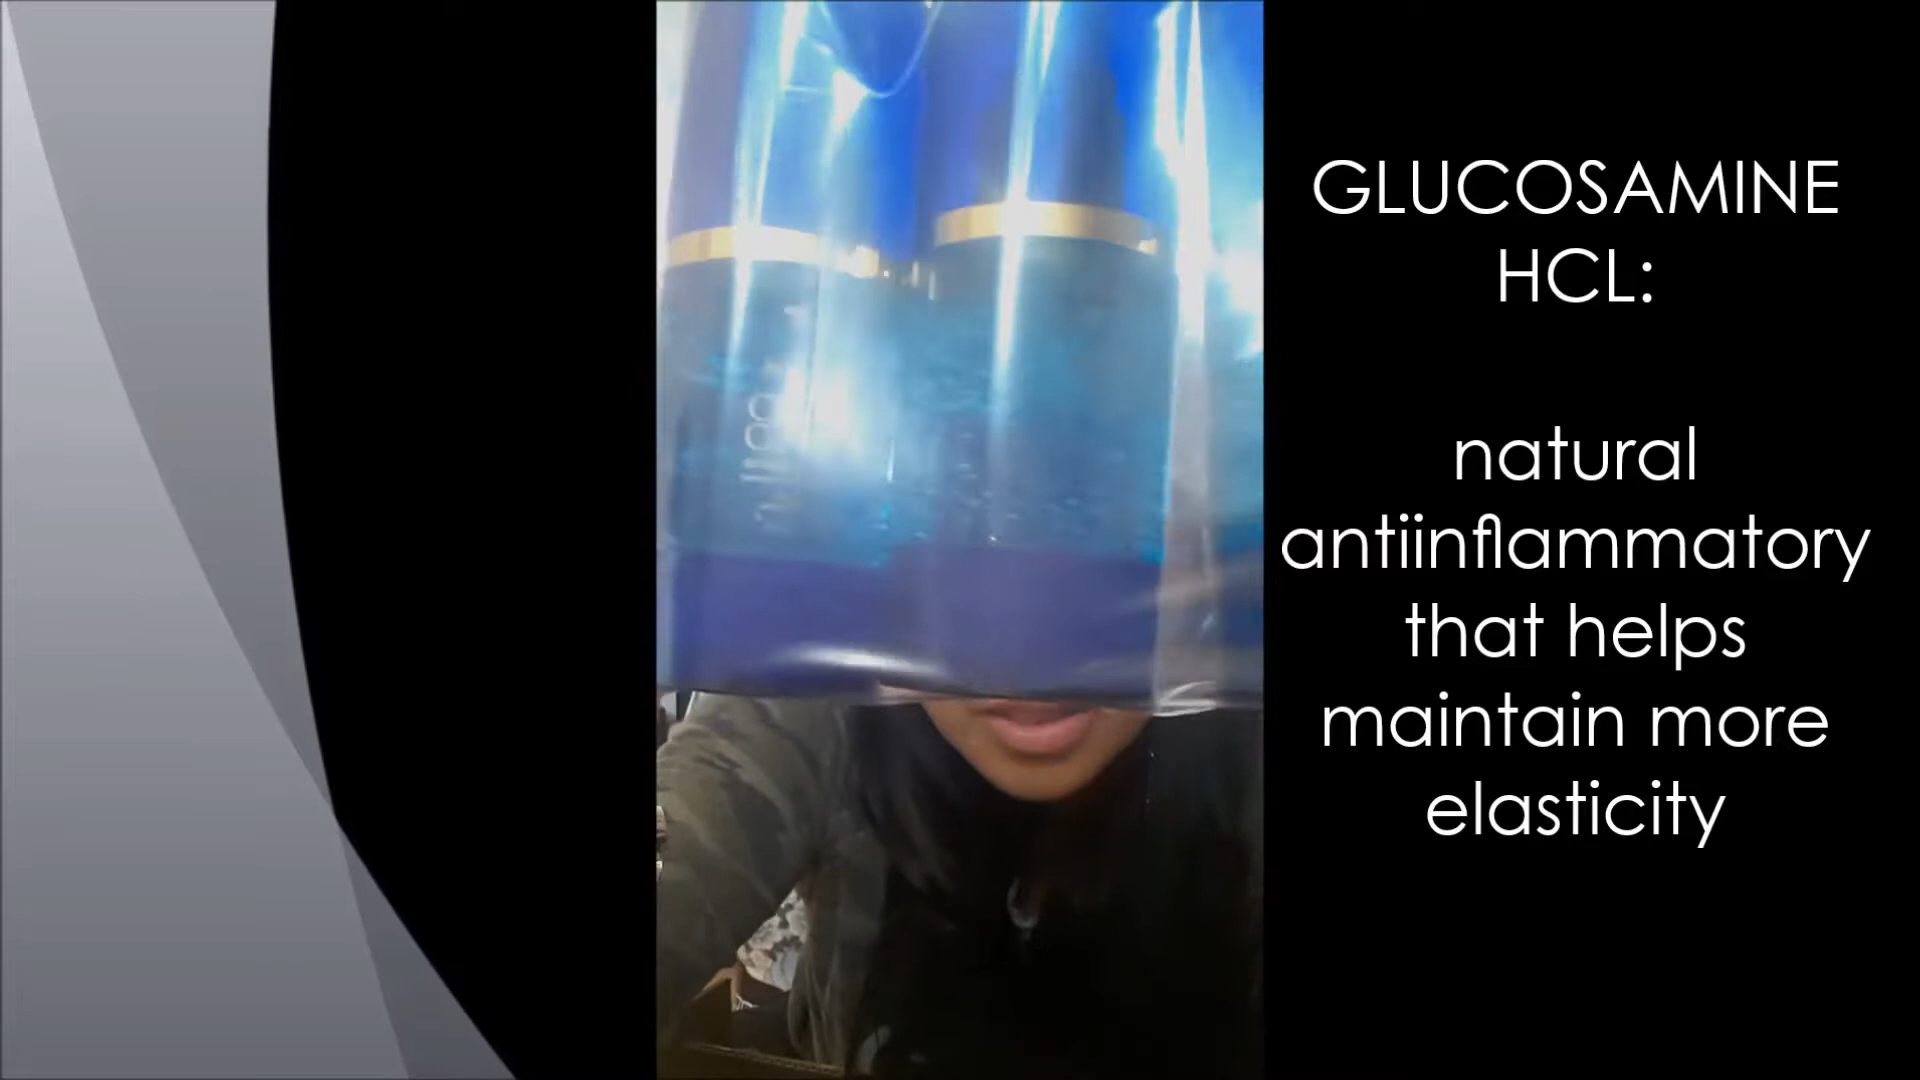 GLUCOSAMINE
HCL:
natural
antiinflammatory
that helps
maintain more
elasticity